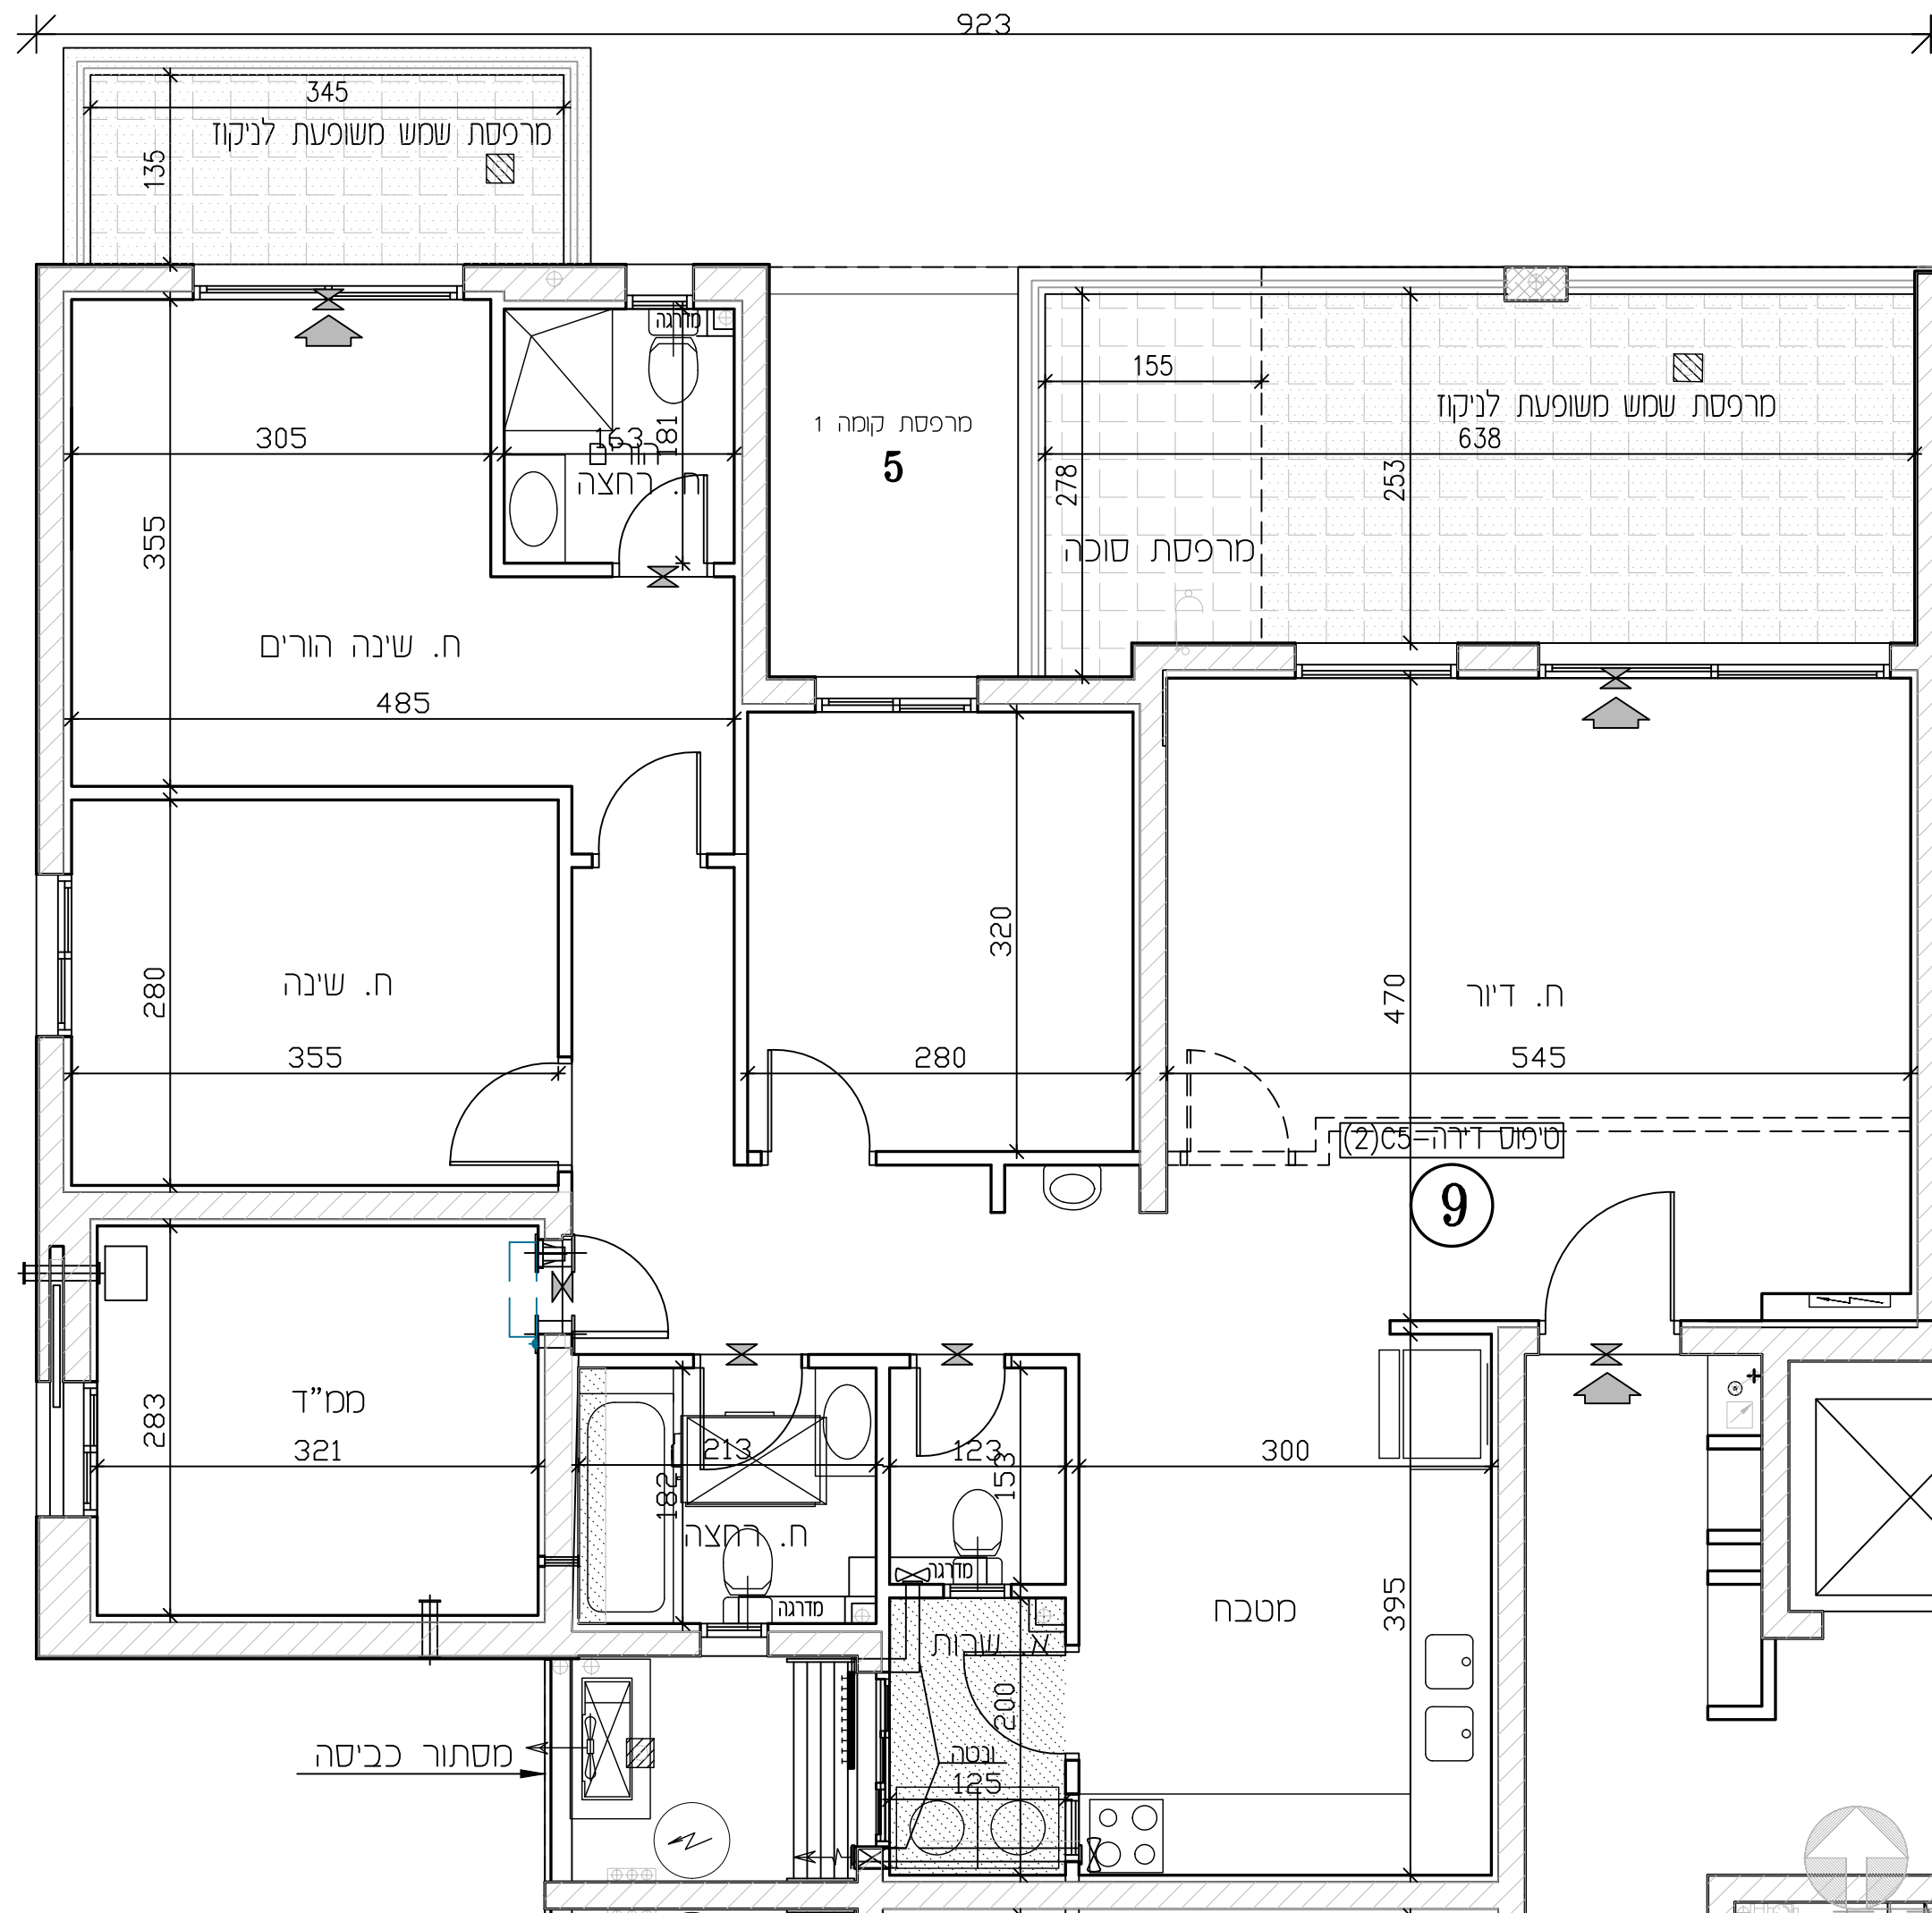 923
345
מרפסת שמש משופעת לניקוז
135
מדרגה
305
163
181
הורים
ח. רחצה
355
מרפסת קומה 1
5
155
מרפסת שמש משופעת לניקוז
638
278
253
מרפסת סוכה
ח. שינה הורים
485
320
280
ח. שינה
355
280
470
ח. דיור
545
טיפוס דירה-C5(2)
9
ממ"ד
283
321
213
182
ח. רחצה
מדרגה
123
153
מדרגה
300
מטבח
395
א. שרות
200
ונטה
125
מסתור כביסה